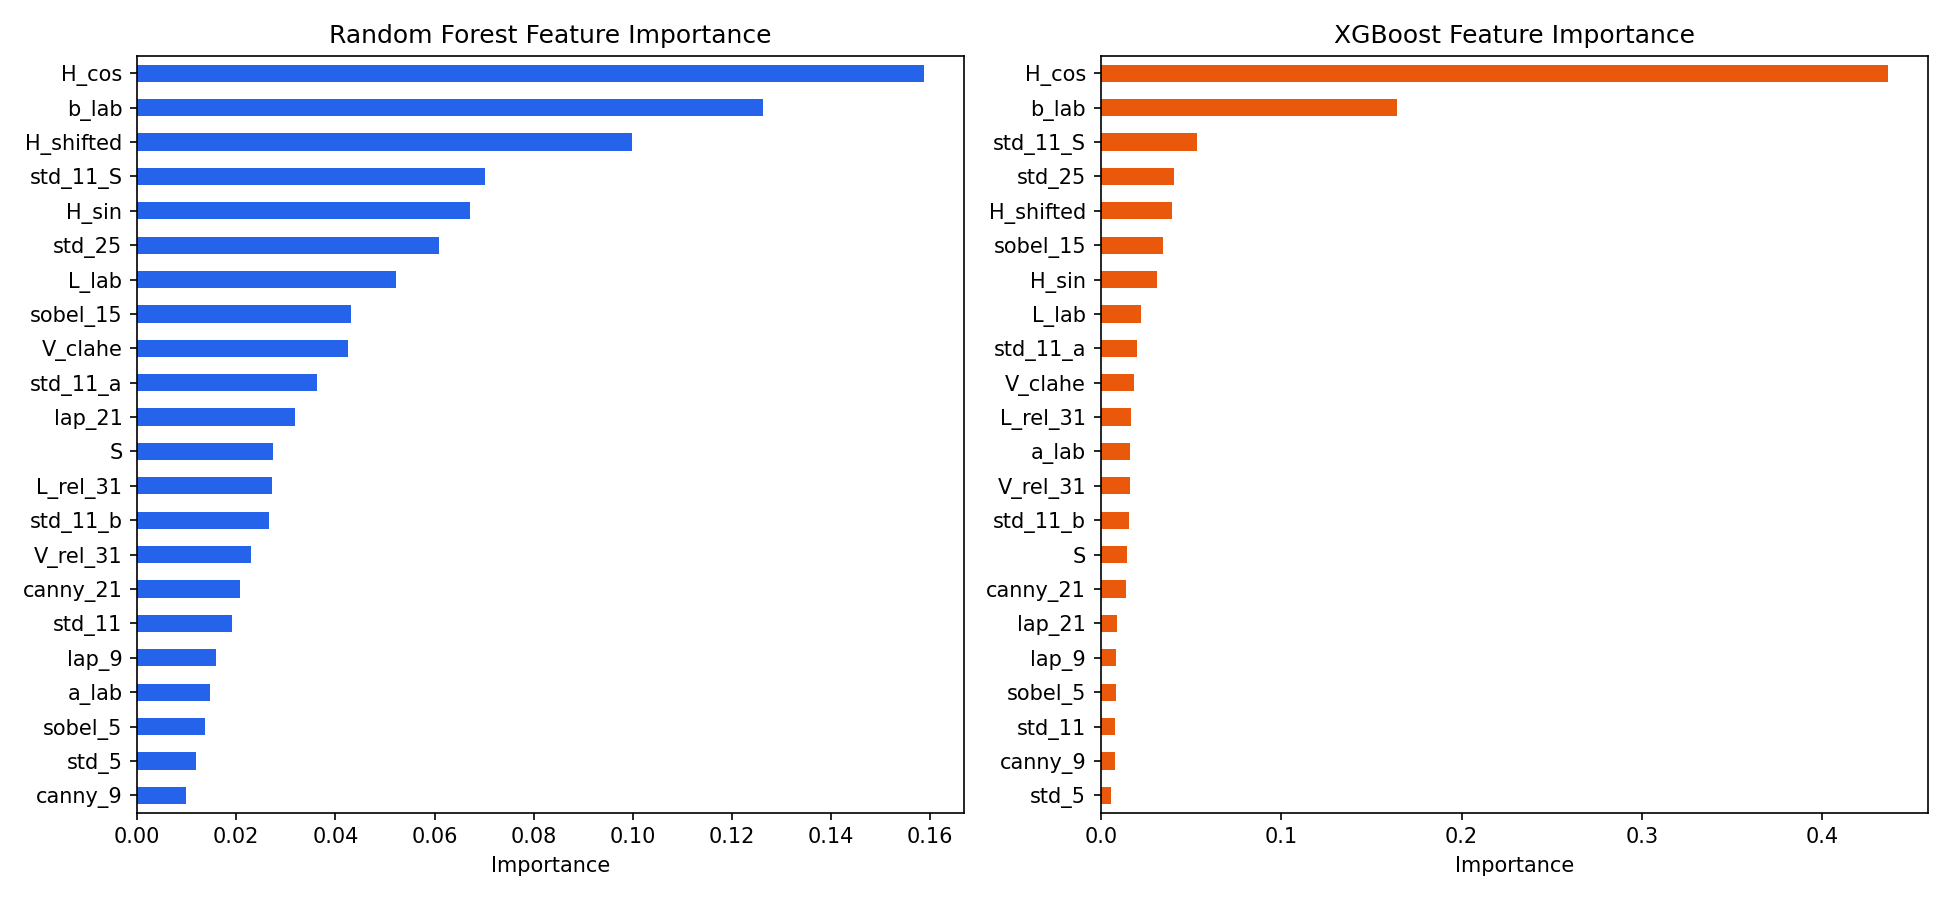 Random Forest Feature Importance
H_cos
b_lab
H_shifted
std_11_S
H_sin
std_25
L_lab
sobel_15
V_clahe
std_11_a
lap_21
S
L_rel_31
std_11_b
V_rel_31
canny_21
std_11
lap_9
a_lab
sobel_5
std_5
canny_9
0.00 0.02 0.04 0.06 0.08 0.10 0.12 0.14 0.16
Importance
XGBoost Feature Importance
H_cos
b_lab
std_11_S
std_25
H_shifted
sobel_15
H_sin
L_lab
std_11_a
V_clahe
L_rel_31
a_lab
V_rel_31
std_11_b
S
canny_21
lap_21
lap_9
sobel_5
std_11
canny_9
std_5
0.0 0.1 0.2 0.3 0.4
Importance